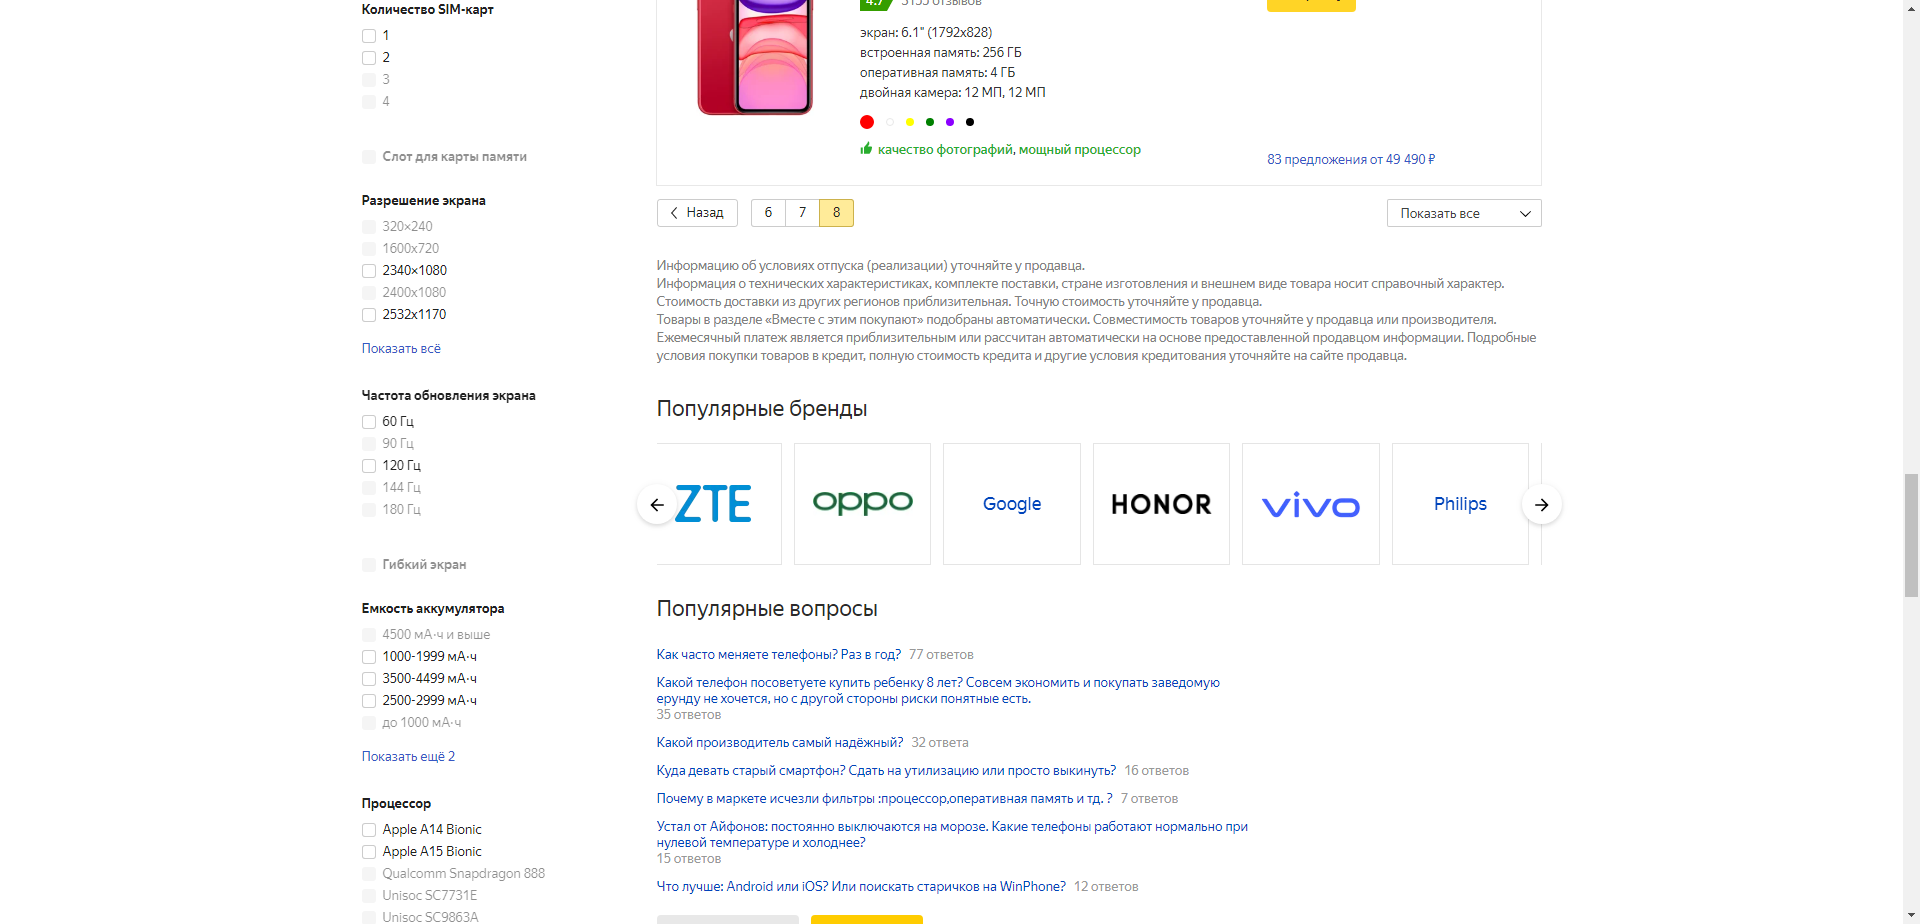 Количество SIM-карт
1
2
3
4
Слот для карты памяти
Разрешение экрана
320×240
1600x720
2340×1080
2400x1080
2532x1170
Показать всё
Частота обновления экрана
60 Гц
90 Гц
120 Гц
144 Гц
180 Гц
Гибкий экран
Емкость аккумулятора
4500 мА⋅ч и выше
1000-1999 мА⋅ч
3500-4499 мА⋅ч
2500-2999 мА⋅ч
до 1000 мА⋅ч
Показать ещё 2
Процессор
Apple A14 Bionic
Apple A15 Bionic
Qualcomm Snapdragon 888
Unisoc SC7731E
Unisoc SC9863A
4.7
отзывов
экран: 6.1" (1792x828)
встроенная память: 256 ГБ
оперативная память: 4 ГБ
двойная камера: 12 МП, 12 МП
качество фотографий, мощный процессор
83 предложения от 49 490 ₽
Назад
6
7
8
Показать все
Информацию об условиях отпуска (реализации) уточняйте у продавца.
Информация о технических характеристиках, комплекте поставки, стране изготовления и внешнем виде товара носит справочный характер.
Стоимость доставки из других регионов приблизительная. Точную стоимость уточняйте у продавца.
Товары в разделе «Вместе с этим покупают» подобраны автоматически. Совместимость товаров уточняйте у продавца или производителя.
Ежемесячный платеж является приблизительным или рассчитан автоматически на основе предоставленной продавцом информации. Подробные
условия покупки товаров в кредит, полную стоимость кредита и другие условия кредитования уточняйте на сайте продавца.
Популярные бренды
ZTE
oppo
Google
HONOR
vivo
Philips
Популярные вопросы
Как часто меняете телефоны? Раз в год? 77 ответов
Какой телефон посоветуете купить ребенку 8 лет? Совсем экономить и покупать заведомую
ерунду не хочется, но с другой стороны риски понятные есть.
35 ответов
Какой производитель самый надёжный? 32 ответа
Куда девать старый смартфон? Сдать на утилизацию или просто выкинуть? 16 ответов
Почему в маркете исчезли фильтры :процессор,оперативная память и тд. ? 7 ответов
Устал от Айфонов: постоянно выключаются на морозе. Какие телефоны работают нормально при
нулевой температуре и холоднее?
15 ответов
Что лучше: Android или iOS? Или поискать старичков на WinPhone? 12 ответов